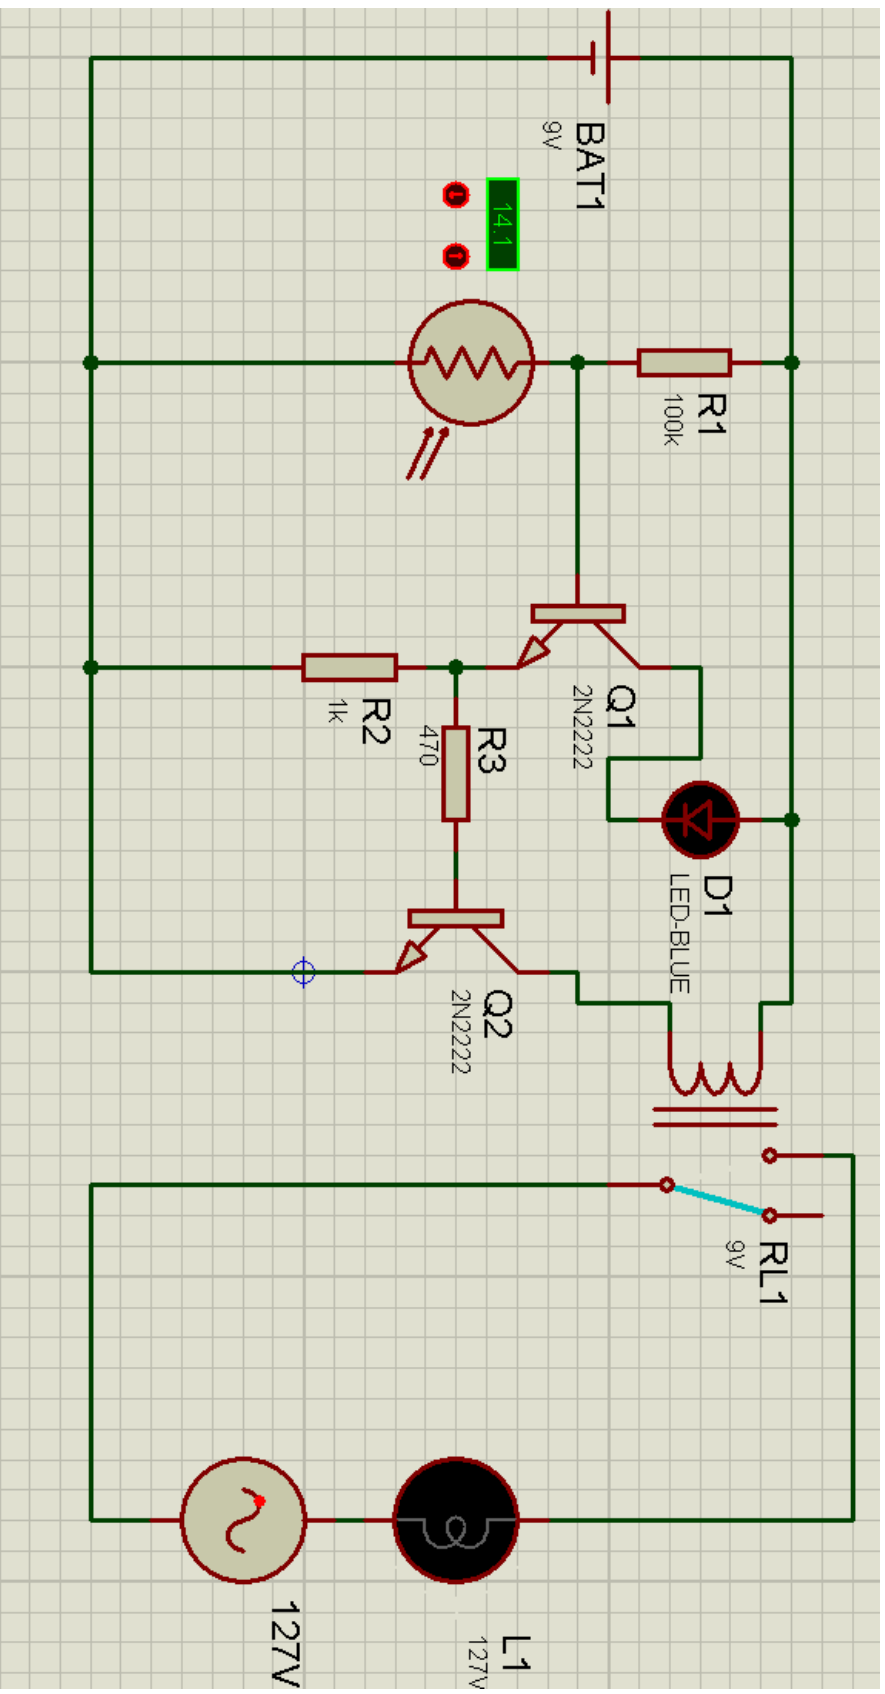 BAT1
9V
14.1
R1
100k
Q1
2N2222
R2
1k
R3
470
D1
LED-BLUE
Q2
2N2222
RL1
9V
127V
L1
127V